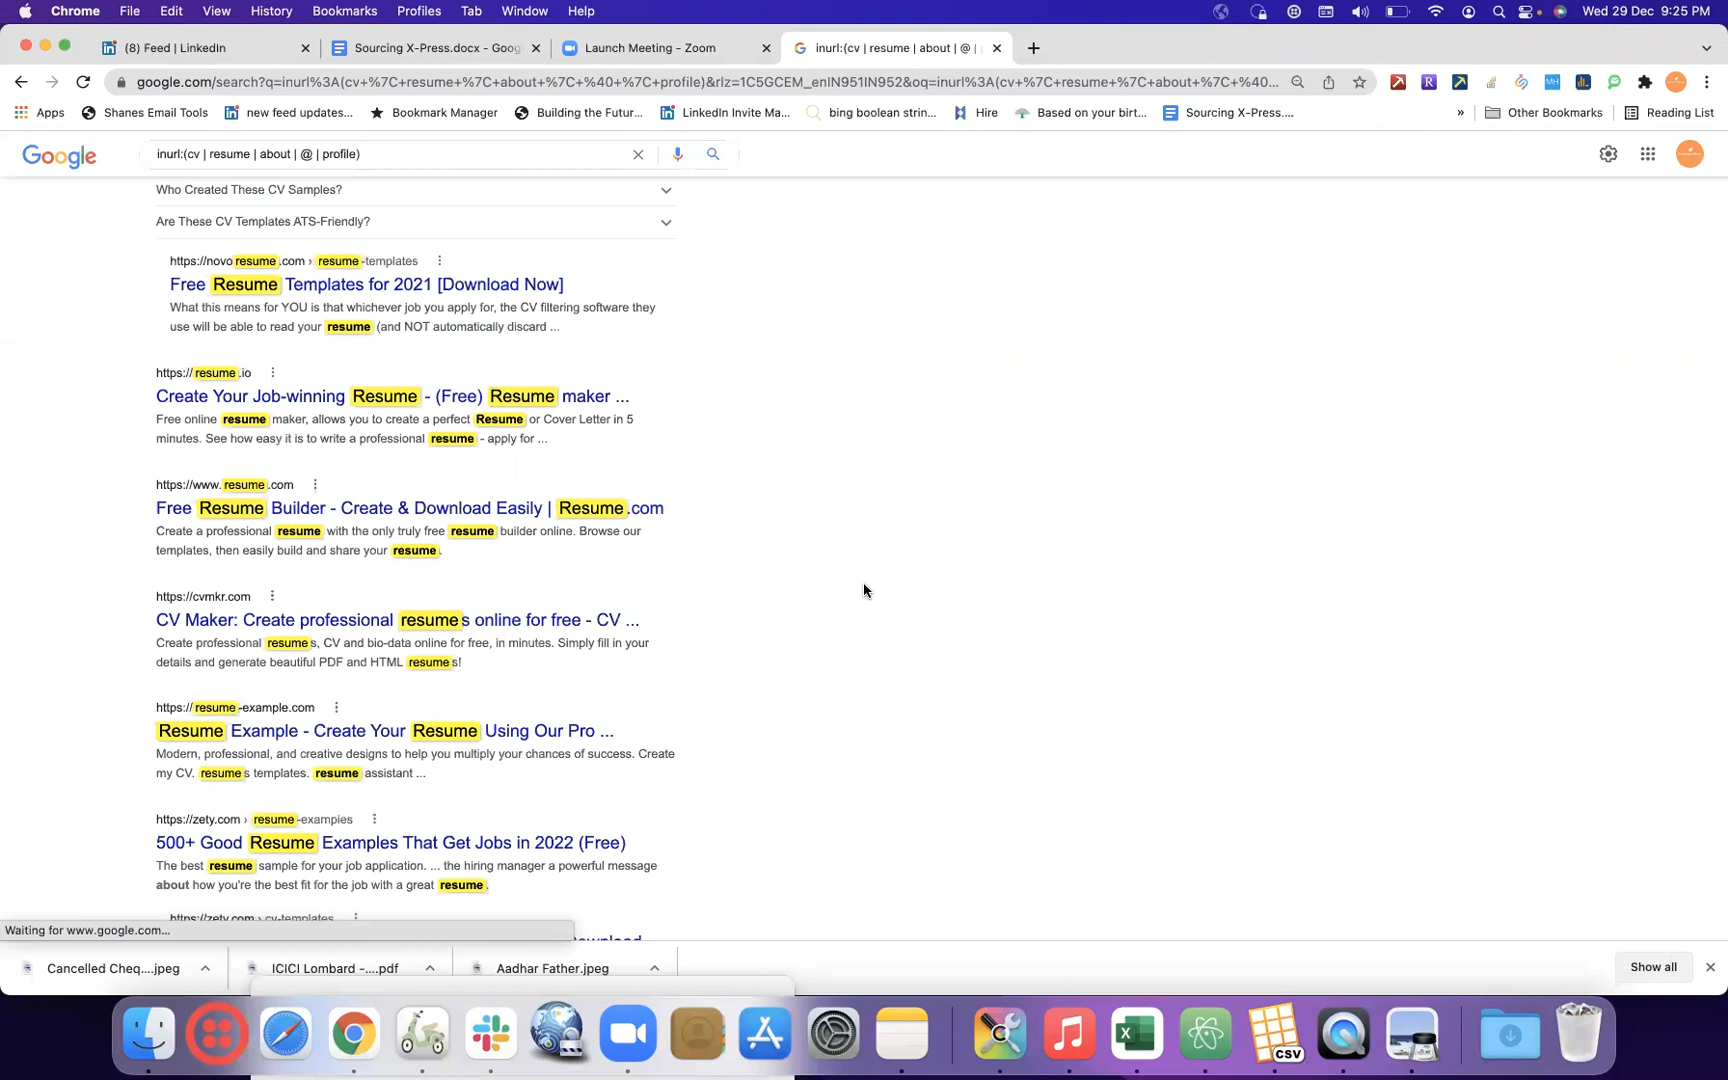 Chrome File Edit View History Bookmarks Profiles Tab Window Help Wed 29 Dec 9:25 PM
(8) Feed | LinkedIn Sourcing X-Press.docx - Goog Launch Meeting - Zoom inurl:(cv | resume | about | @ |
google.com/search?q=inurl%3A(cv+%7C+resume+%7C+about+%7C+%40+%7C+profile)&rlz=1C5GCEM_enIN951IN952&oq=inurl%3A(cv+%7C+resume+%7C+about+%7C+%40...
Apps Shanes Email Tools new feed updates... Bookmark Manager Building the Futur... LinkedIn Invite Ma... bing boolean strin... Hire Based on your birt... Sourcing X-Press.... » Other Bookmarks Reading List
Google inurl:(cv | resume | about | @ | profile)
Who Created These CV Samples?
Are These CV Templates ATS-Friendly?
https://novoresume.com › resume-templates
Free Resume Templates for 2021 [Download Now]
What this means for YOU is that whichever job you apply for, the CV filtering software they
use will be able to read your resume (and NOT automatically discard ...
https://resume.io
Create Your Job-winning Resume - (Free) Resume maker ...
Free online resume maker, allows you to create a perfect Resume or Cover Letter in 5
minutes. See how easy it is to write a professional resume - apply for ...
https://www.resume.com
Free Resume Builder - Create & Download Easily | Resume.com
Create a professional resume with the only truly free resume builder online. Browse our
templates, then easily build and share your resume.
https://cvmkr.com
CV Maker: Create professional resumes online for free - CV ...
Create professional resumes, CV and bio-data online for free, in minutes. Simply fill in your
details and generate beautiful PDF and HTML resumes!
https://resume-example.com
Resume Example - Create Your Resume Using Our Pro ...
Modern, professional, and creative designs to help you multiply your chances of success. Create
my CV. resumes templates. resume assistant ...
https://zety.com › resume-examples
500+ Good Resume Examples That Get Jobs in 2022 (Free)
The best resume sample for your job application. ... the hiring manager a powerful message
about how you're the best fit for the job with a great resume.
https://zety.com › cv-templates
Waiting for www.google.com...
Cancelled Cheq....jpeg ICICI Lombard -....pdf Aadhar Father.jpeg Show all
CSV